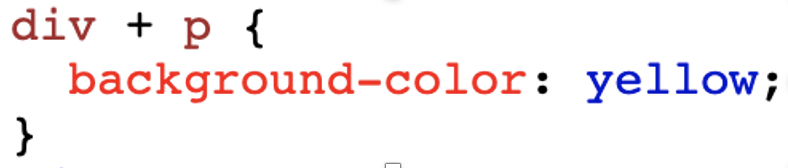 div + p {
  background-color: yellow;
}